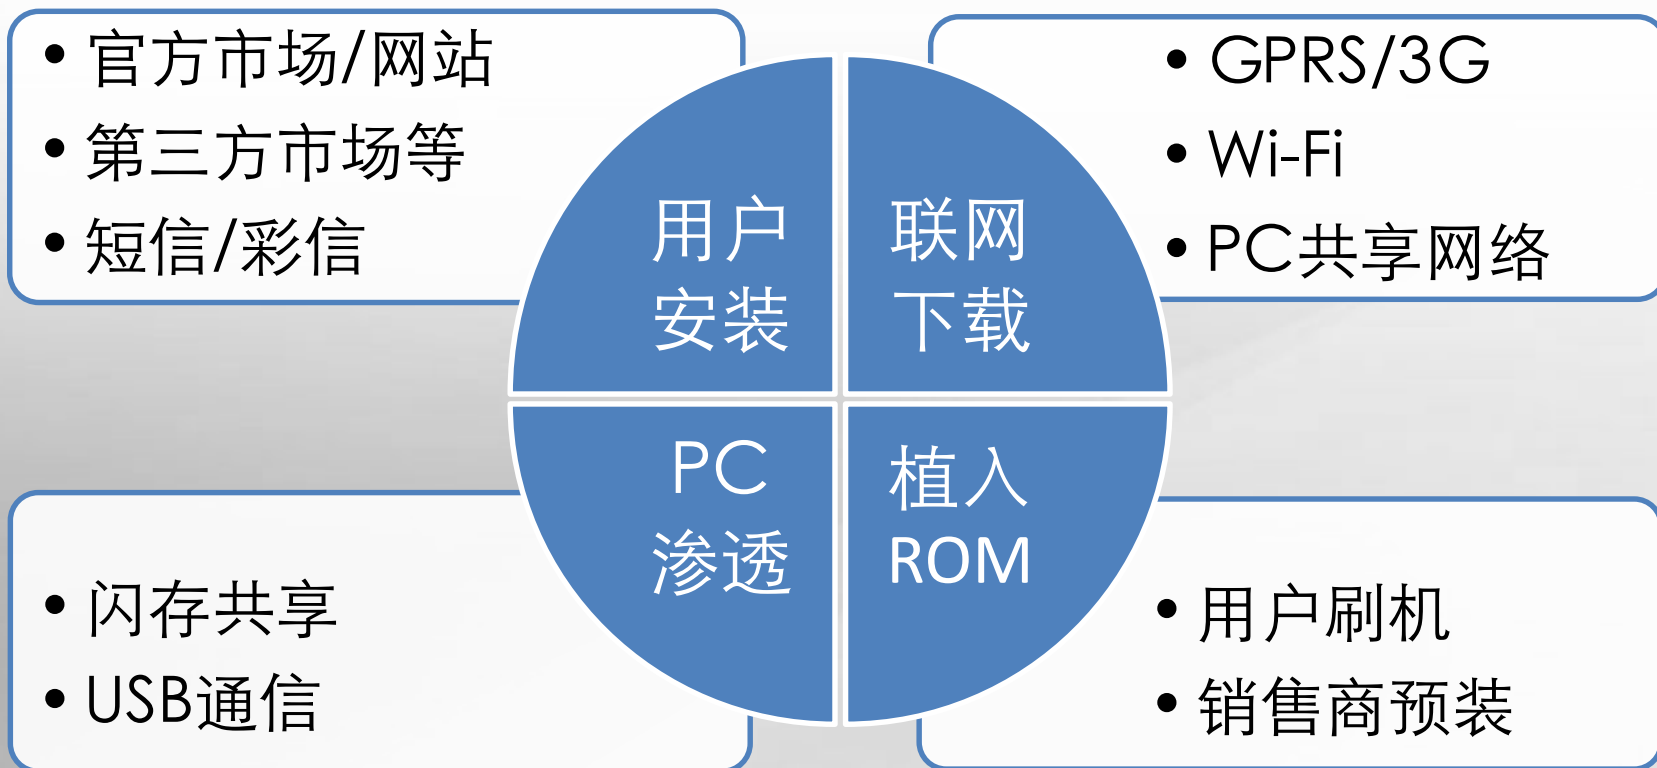 • 官方市场/网站
• 第三方市场等
• 短信/彩信
用户
安装
• GPRS/3G
• Wi-Fi
• PC共享网络
联网
下载
PC
渗透
• 闪存共享
• USB通信
植入
ROM
• 用户刷机
• 销售商预装